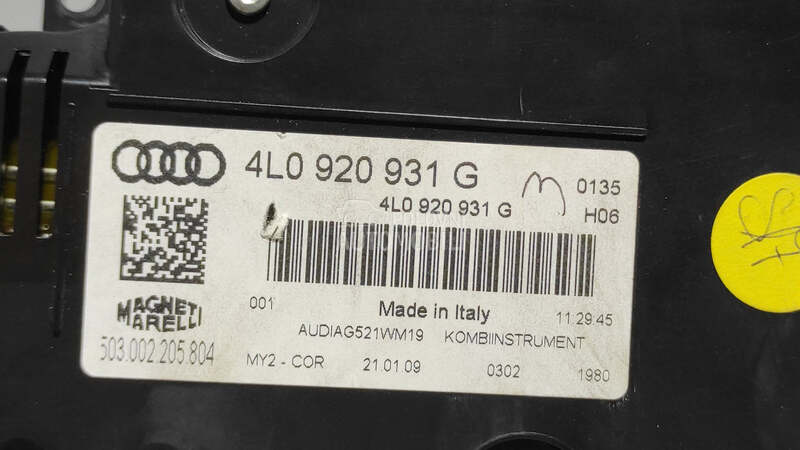 4L0 920 931 G
0135
4L0 920 931 G
H06
MAGNETI
MARELLI
503.002.205.804
001
Made in Italy
11.29.45
AUDIAG521WM19 KOMBIINSTRUMENT
MY2 - COR 21.01.09 0302 1980